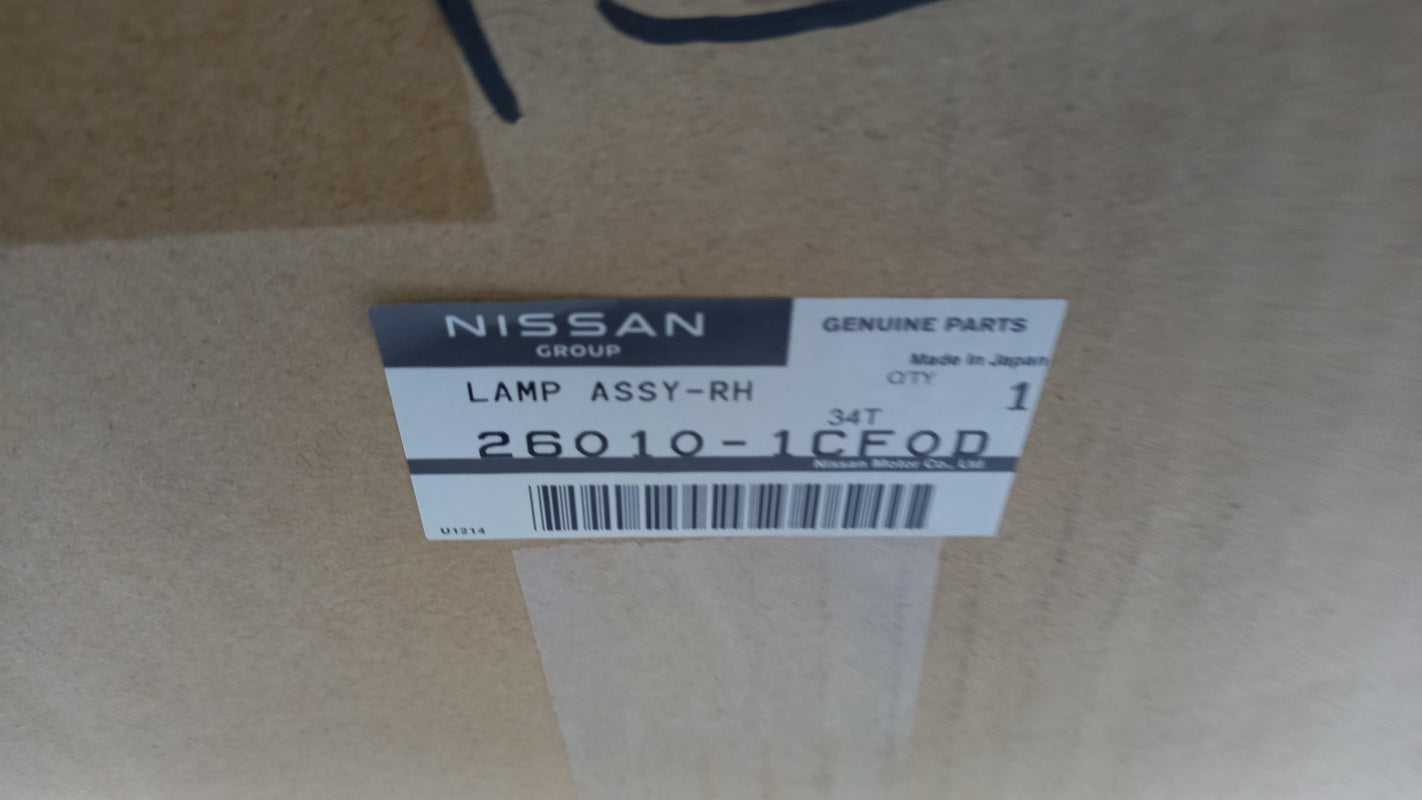 NISSAN
GROUP
GENUINE PARTS
Made In Japan
QTY
1
LAMP ASSY-RH
34T
26010-1CF0D
Nissan Motor Co., Ltd.
U1214